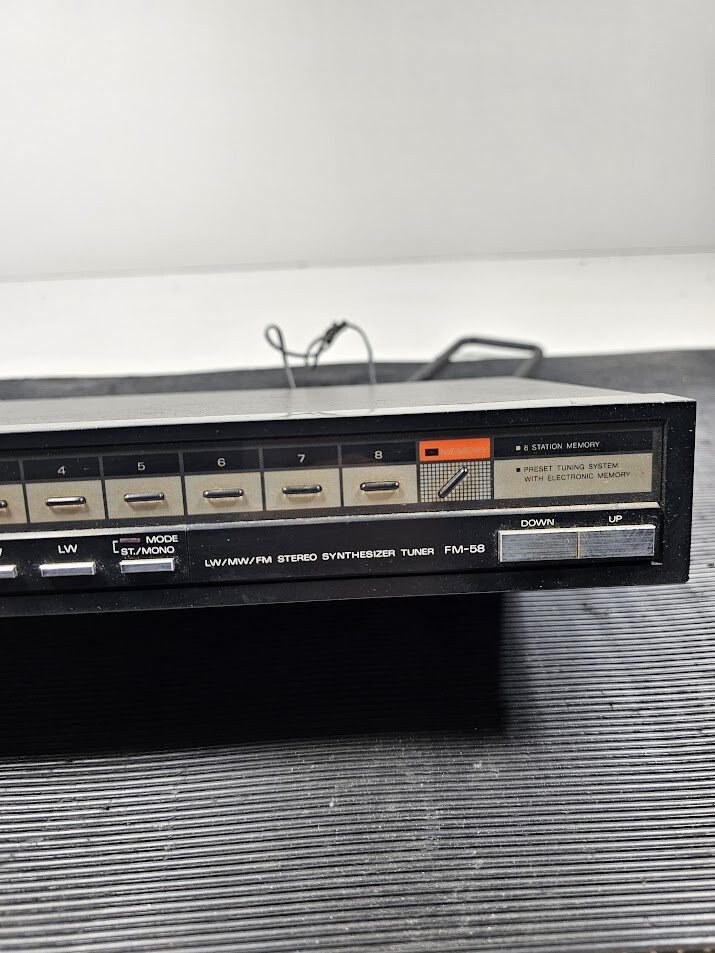 4 5 6 7 8 MEMORY
8 STATION MEMORY
PRESET TUNING SYSTEM
WITH ELECTRONIC MEMORY
LW
MODE
ST./MONO
LW/MW/FM STEREO SYNTHESIZER TUNER FM-58
DOWN UP